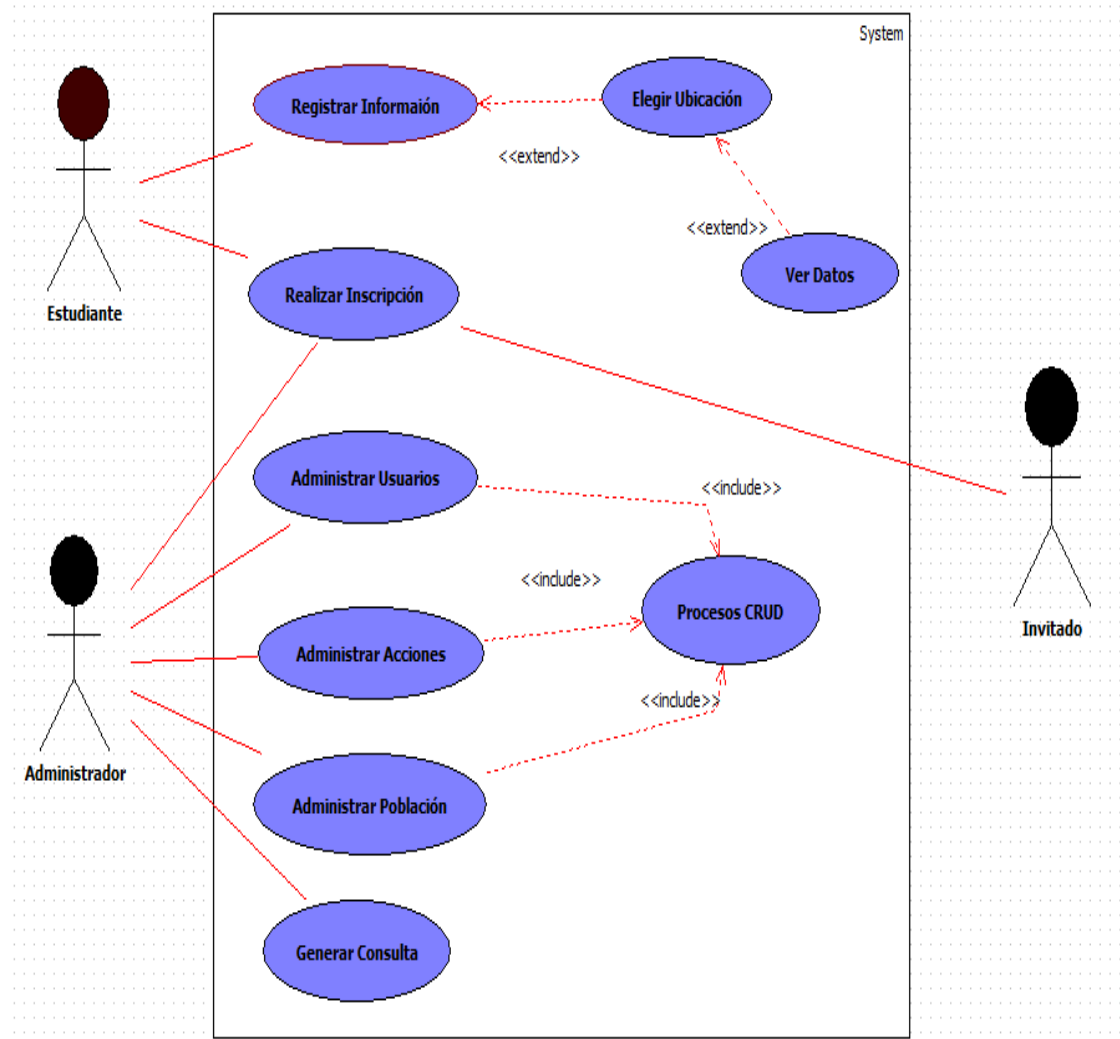 System
Registrar Informaión
Elegir Ubicación
<<extend>>
<<extend>>
Ver Datos
Estudiante
Realizar Inscripción
Administrar Usuarios
<<include>>
<<include>>
Procesos CRUD
Invitado
Administrar Acciones
<<include>>
Administrador
Administrar Población
Generar Consulta